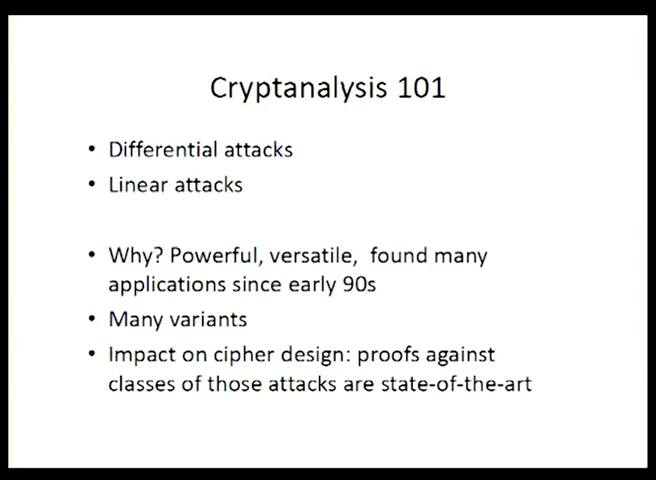 Cryptanalysis 101
• Differential attacks
• Linear attacks
• Why? Powerful, versatile, found many
applications since early 90s
• Many variants
• Impact on cipher design: proofs against
classes of those attacks are state-of-the-art